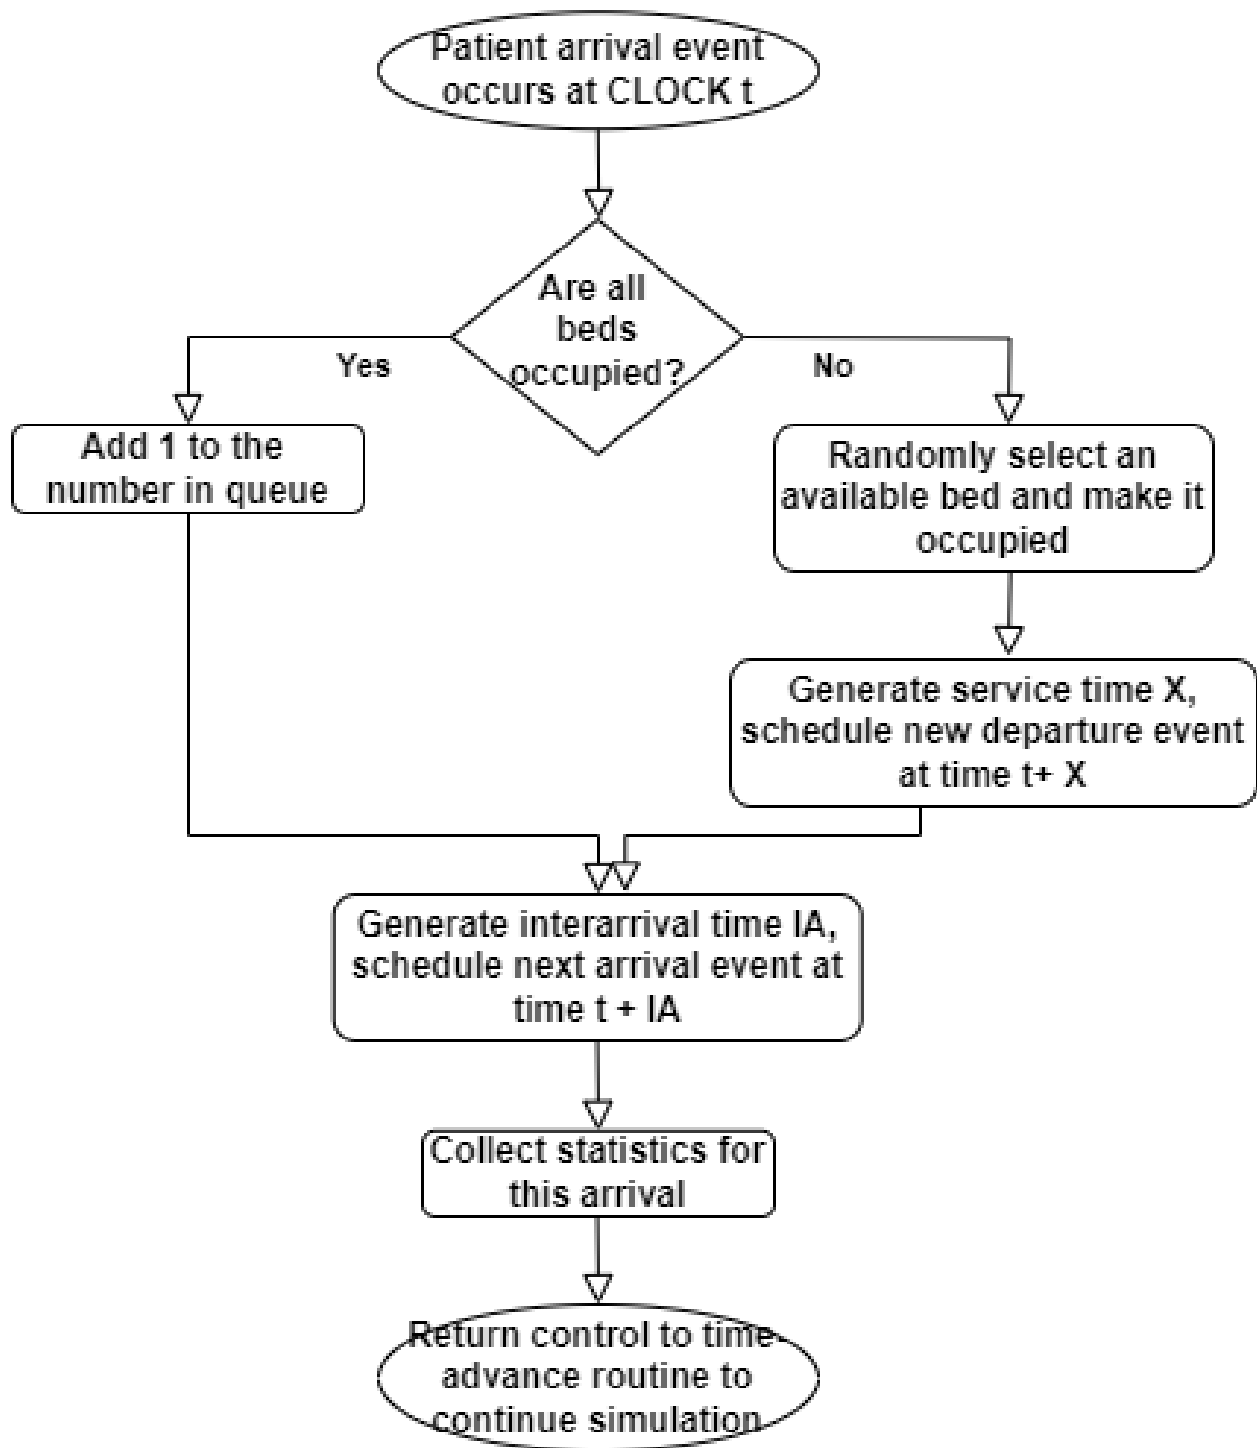 Patient arrival event
occurs at CLOCK t
Are all
beds
occupied?
Yes
No
Add 1 to the
number in queue
Randomly select an
available bed and make it
occupied
Generate service time X,
schedule new departure event
at time t+ X
Generate interarrival time IA,
schedule next arrival event at
time t + IA
Collect statistics for
this arrival
Return control to time-
advance routine to
continue simulation